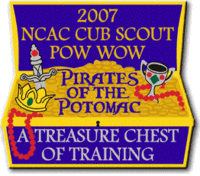 2007
NCAC CUB SCOUT
POW WOW
PIRATES
OF THE
POTOMAC
A TREASURE CHEST
OF TRAINING